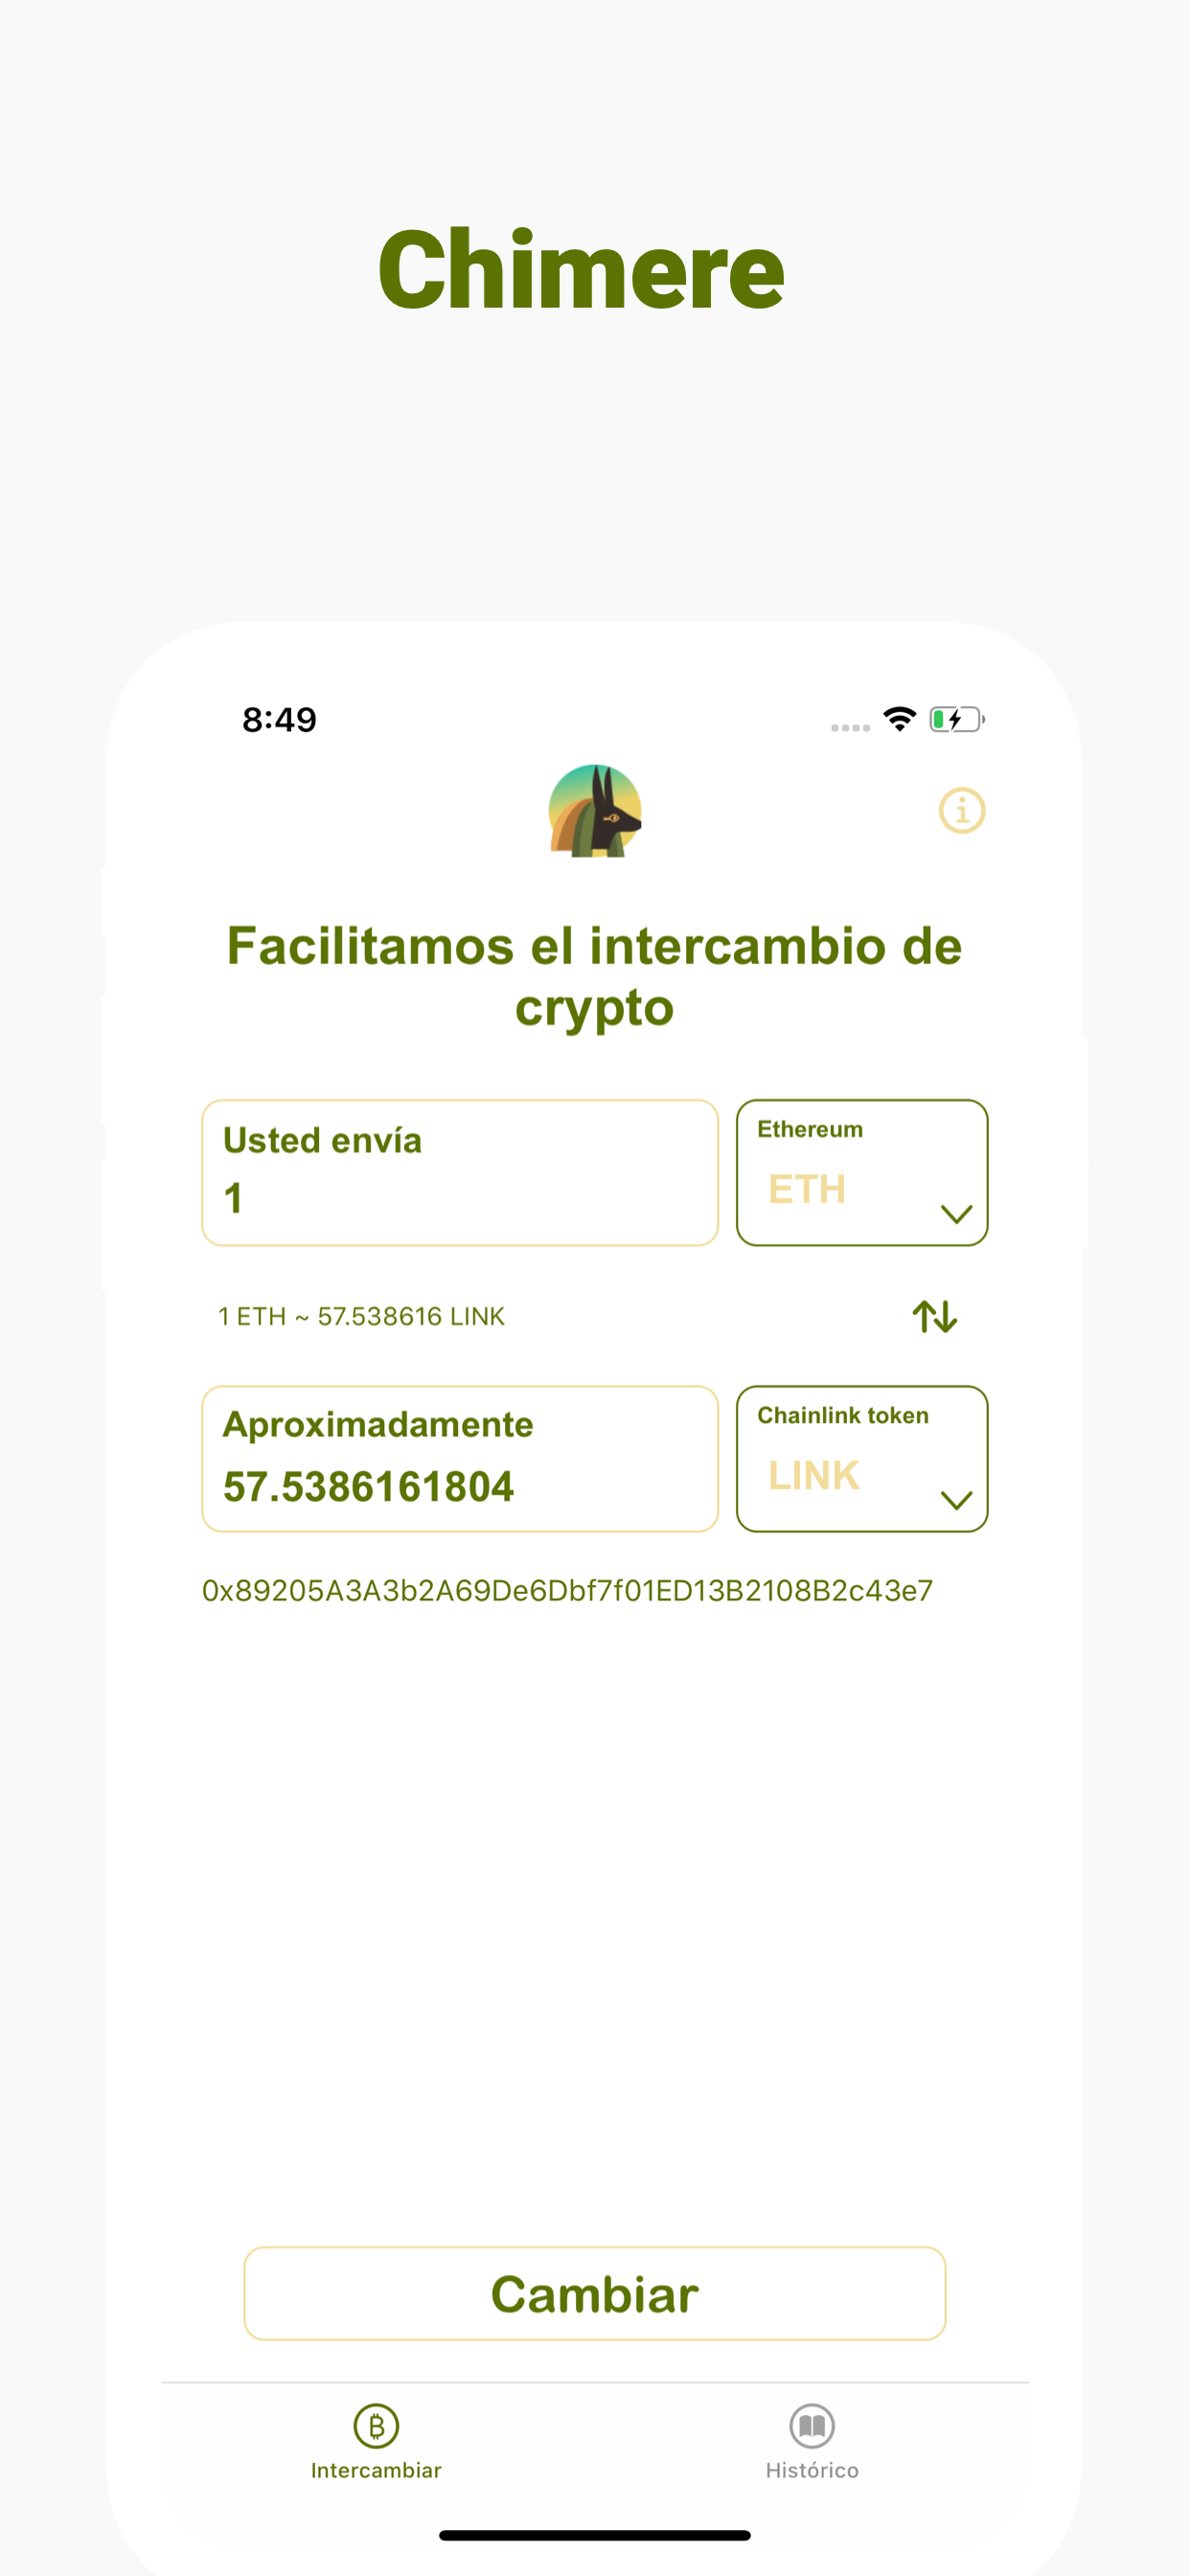 Chimere
8:49
Facilitamos el intercambio de
crypto
Usted envía
1
Ethereum
ETH
1 ETH ~ 57.538616 LINK
Aproximadamente
57.5386161804
Chainlink token
LINK
0x89205A3A3b2A69De6Dbf7f01ED13B2108B2c43e7
Cambiar
Intercambiar
Histórico